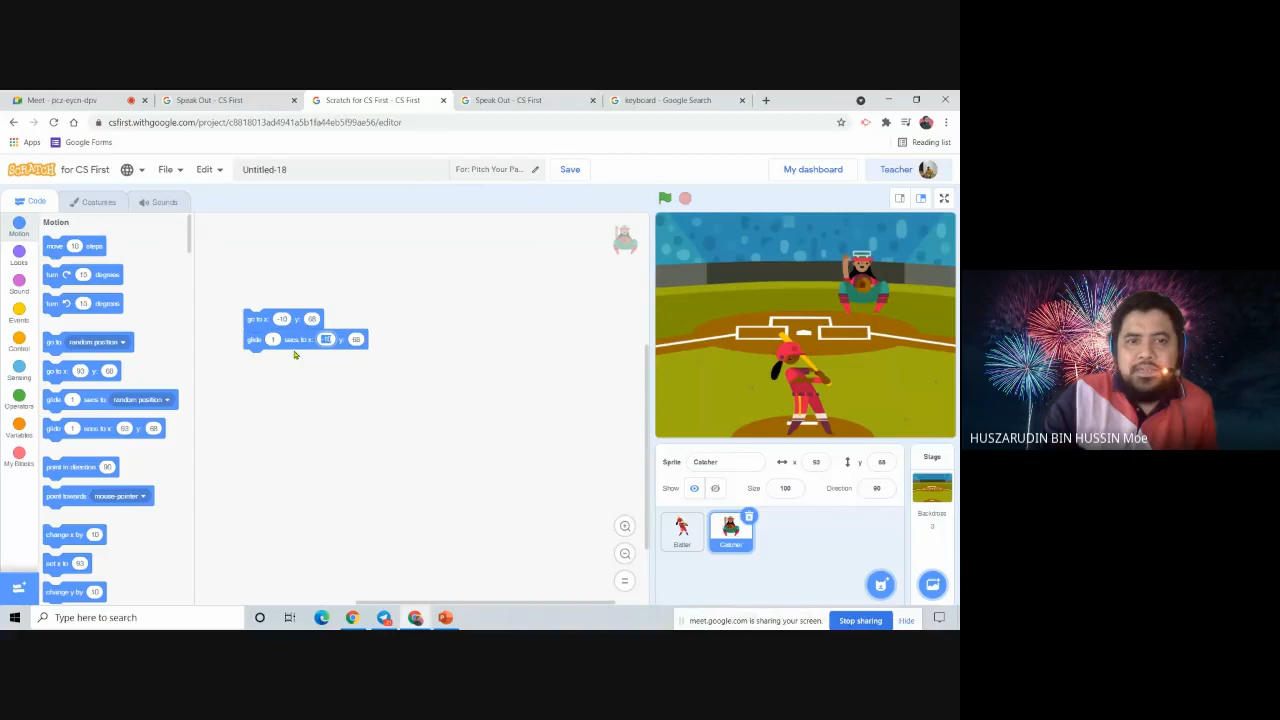 Meet - pcz-eycn-dpv
Speak Out - CS First
Scratch for CS First - CS First
Speak Out - CS First
keyboard - Google Search
csfirst.withgoogle.com/project/c8818013ad4941a5b1fa44eb5f99ae56/editor
Apps
Google Forms
Reading list
SCRATCH for CS First
File
Edit
Untitled-18
For: Pitch Your Pa...
Save
My dashboard
Teacher
Code
Costumes
Sounds
Motion
Looks
Sound
Events
Control
Sensing
Operators
Variables
My Blocks
Motion
move 10 steps
turn 15 degrees
turn 15 degrees
go to random position
go to x: 93 y: 68
glide 1 secs to random position
glide 1 secs to x: 93 y: 68
point in direction 90
point towards mouse-pointer
change x by 10
set x to 93
change y by 10
go to x: -10 y: 68
glide 1 secs to x: -10 y: 68
Sprite Catcher x 93 y 68
Show Size 100 Direction 90
Batter
Catcher
Stage
Backdrops
3
Type here to search
meet.google.com is sharing your screen.
Stop sharing
Hide
HUSZARUDIN BIN HUSSIN Moe